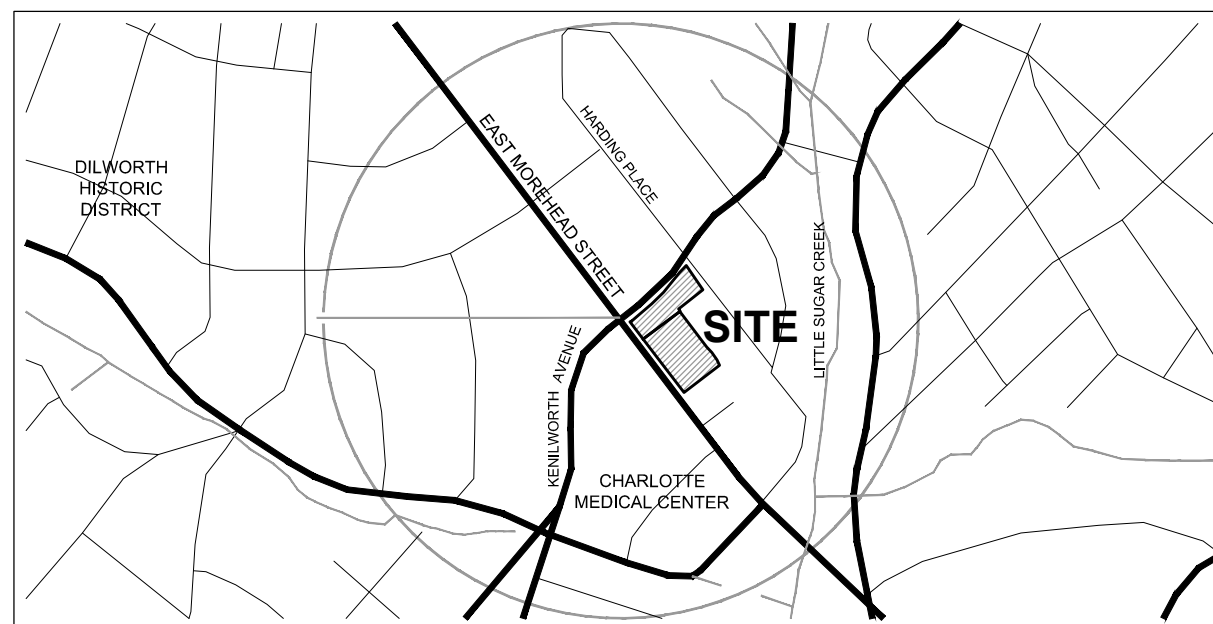 DILWORTH
HISTORIC
DISTRICT
EAST MOREHEAD STREET
HARDING PLACE
LITTLE SUGAR CREEK
SITE
KENILWORTH AVENUE
CHARLOTTE
MEDICAL CENTER